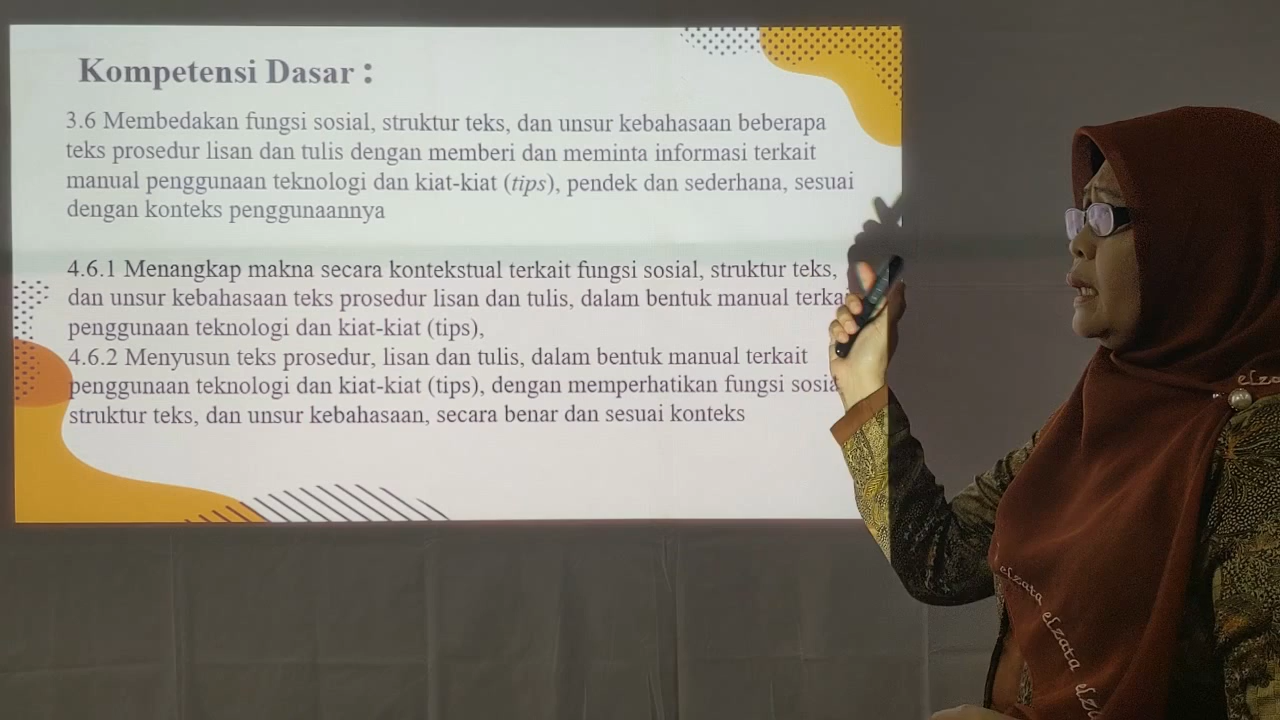 Kompetensi Dasar :
3.6 Membedakan fungsi sosial, struktur teks, dan unsur kebahasaan beberapa
teks prosedur lisan dan tulis dengan memberi dan meminta informasi terkait
manual penggunaan teknologi dan kiat-kiat (tips), pendek dan sederhana, sesuai
dengan konteks penggunaannya
4.6.1 Menangkap makna secara kontekstual terkait fungsi sosial, struktur teks,
dan unsur kebahasaan teks prosedur lisan dan tulis, dalam bentuk manual
penggunaan teknologi dan kiat-kiat (tips),
4.6.2 Menyusun teks prosedur, lisan dan tulis, dalam bentuk manual terkait
penggunaan teknologi dan kiat-kiat (tips), dengan memperhatikan fungsi
struktur teks, dan unsur kebahasaan, secara benar dan sesuai konteks
elzata elzata